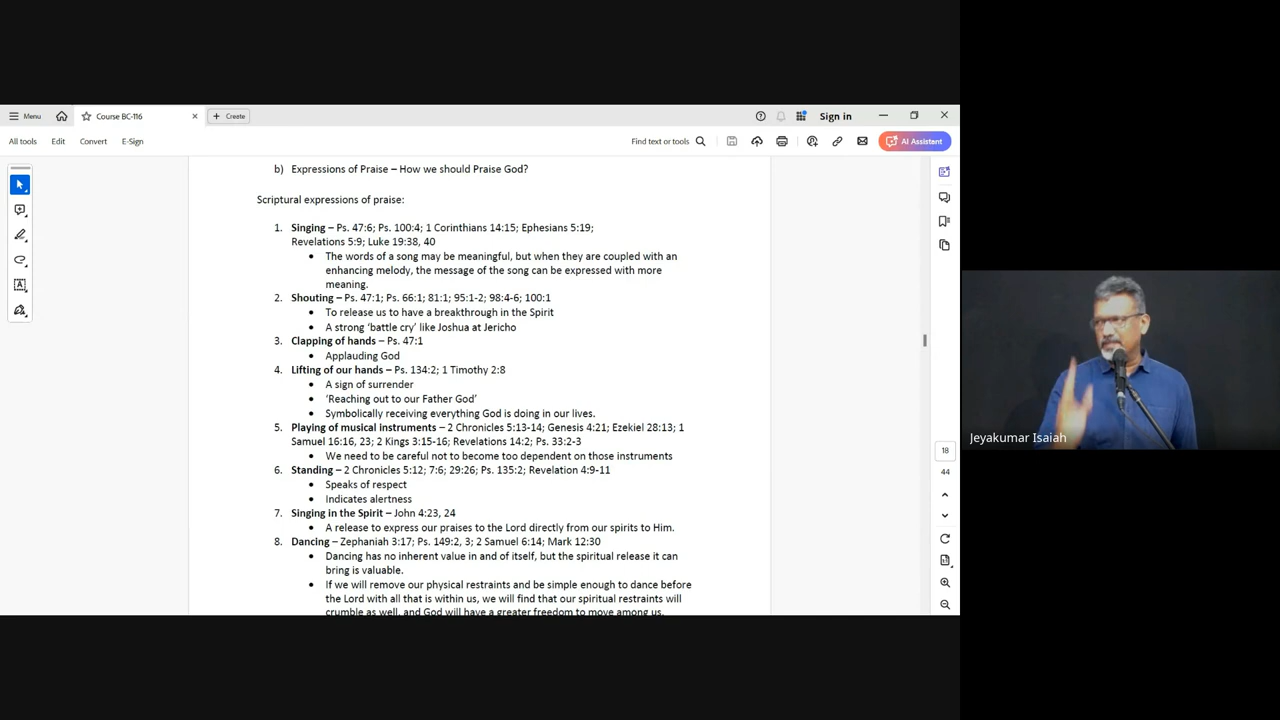 Menu
Course BC-116
Create
Sign in
All tools
Edit
Convert
E-Sign
Find text or tools
AI Assistant
b) Expressions of Praise – How we should Praise God?
Scriptural expressions of praise:
1. Singing – Ps. 47:6; Ps. 100:4; 1 Corinthians 14:15; Ephesians 5:19;
Revelations 5:9; Luke 19:38, 40
• The words of a song may be meaningful, but when they are coupled with an
enhancing melody, the message of the song can be expressed with more
meaning.
2. Shouting – Ps. 47:1; Ps. 66:1; 81:1; 95:1-2; 98:4-6; 100:1
• To release us to have a breakthrough in the Spirit
• A strong ‘battle cry’ like Joshua at Jericho
3. Clapping of hands – Ps. 47:1
• Applauding God
4. Lifting of our hands – Ps. 134:2; 1 Timothy 2:8
• A sign of surrender
• ‘Reaching out to our Father God’
• Symbolically receiving everything God is doing in our lives.
5. Playing of musical instruments – 2 Chronicles 5:13-14; Genesis 4:21; Ezekiel 28:13; 1
Samuel 16:16, 23; 2 Kings 3:15-16; Revelations 14:2; Ps. 33:2-3
• We need to be careful not to become too dependent on those instruments
6. Standing – 2 Chronicles 5:12; 7:6; 29:26; Ps. 135:2; Revelation 4:9-11
• Speaks of respect
• Indicates alertness
7. Singing in the Spirit – John 4:23, 24
• A release to express our praises to the Lord directly from our spirits to Him.
8. Dancing – Zephaniah 3:17; Ps. 149:2, 3; 2 Samuel 6:14; Mark 12:30
• Dancing has no inherent value in and of itself, but the spiritual release it can
bring is valuable.
• If we will remove our physical restraints and be simple enough to dance before
the Lord with all that is within us, we will find that our spiritual restraints will
crumble as well, and God will have a greater freedom to move among us.
18
44
Jeyakumar Isaiah